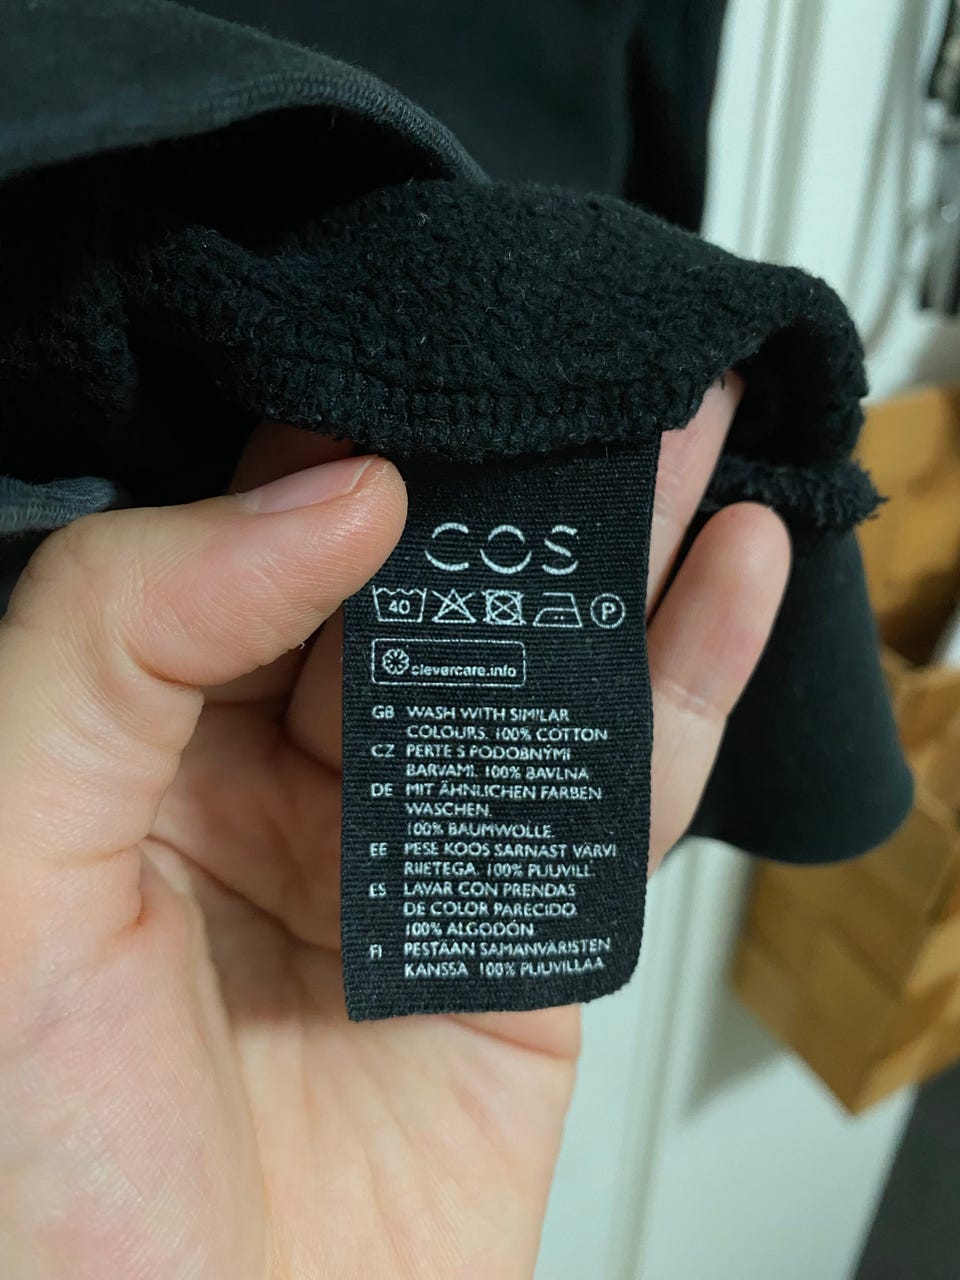 COS
40 P
clevercare.info
GB WASH WITH SIMILAR
COLOURS. 100% COTTON
CZ PERTE S PODOBNÝMI
BARVAMI. 100% BAVLNA
DE MIT ÄHNLICHEN FARBEN
WASCHEN.
100% BAUMWOLLE.
EE PESE KOOS SARNAST VÄRVI
RIIETEGA. 100% PUUVILL.
ES LAVAR CON PRENDAS
DE COLOR PARECIDO.
100% ALGODÓN
FI PESTÄÄN SAMANVÄRISTEN
KANSSA. 100% PUUVILLAA